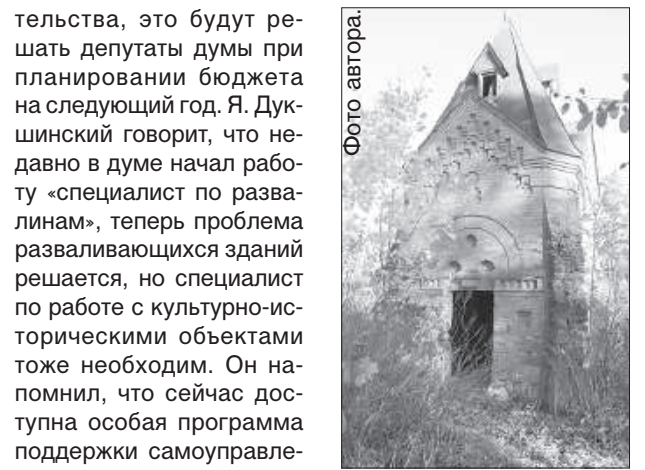 тельства, это будут ре-
шать депутаты думы при
планировании бюджета
на следующий год. Я. Дук-
шинский говорит, что не-
давно в думе начал рабо-
ту «специалист по разва-
линам», теперь проблема
разваливающихся зданий
решается, но специалист
по работе с культурно-ис-
торическими объектами
тоже необходим. Он на-
помнил, что сейчас дос-
тупна особая программа
поддержки самоуправле-
Фото автора.